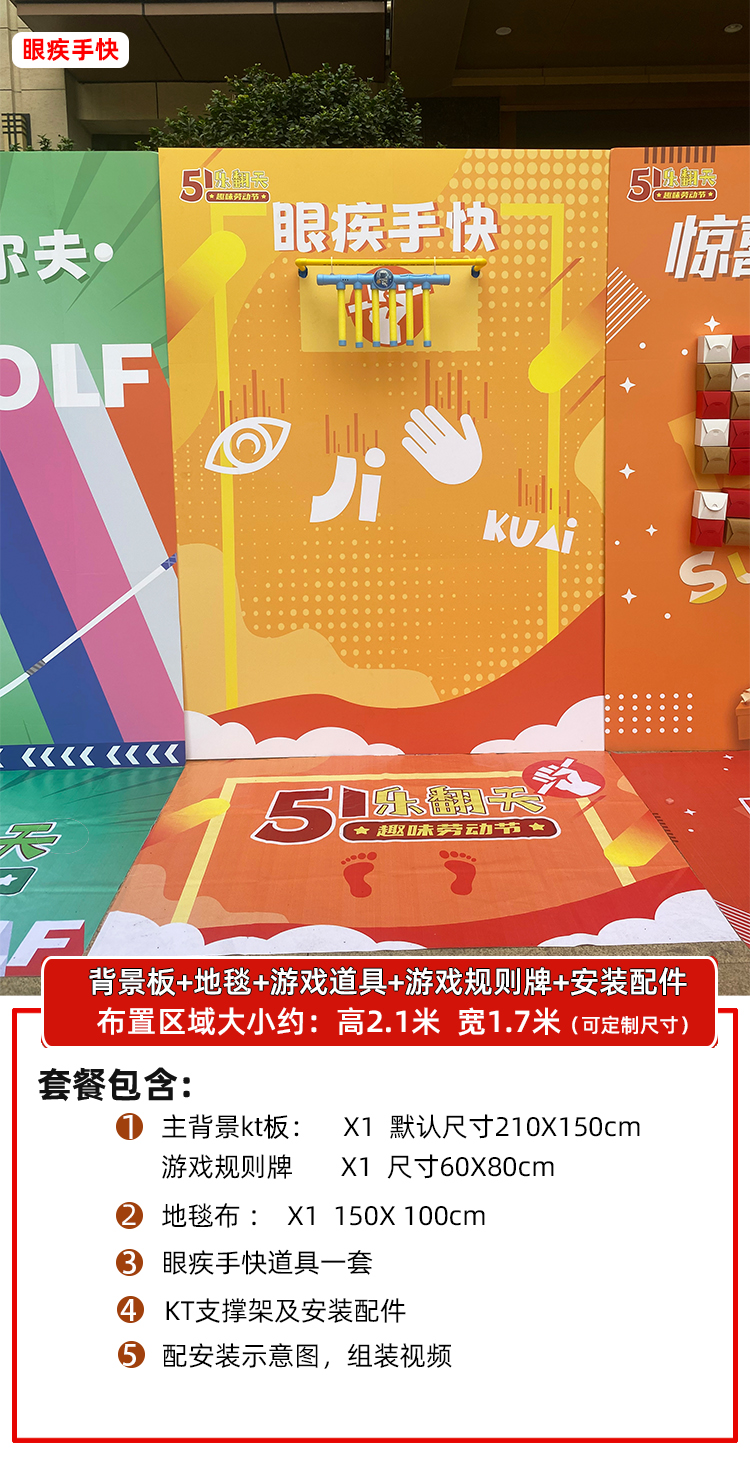 眼疾手快
51乐翻天
趣味劳动节
眼疾手快
51乐翻天
趣味劳动节
尔夫
惊
OLF
Ji
KUAi
SU
51乐翻天
趣味劳动节
天
F
背景板+地毯+游戏道具+游戏规则牌+安装配件
布置区域大小约：高2.1米 宽1.7米（可定制尺寸）
套餐包含：
1 主背景kt板： X1 默认尺寸210X150cm
游戏规则牌 X1 尺寸60X80cm
2 地毯布： X1 150X 100cm
3 眼疾手快道具一套
4 KT支撑架及安装配件
5 配安装示意图，组装视频